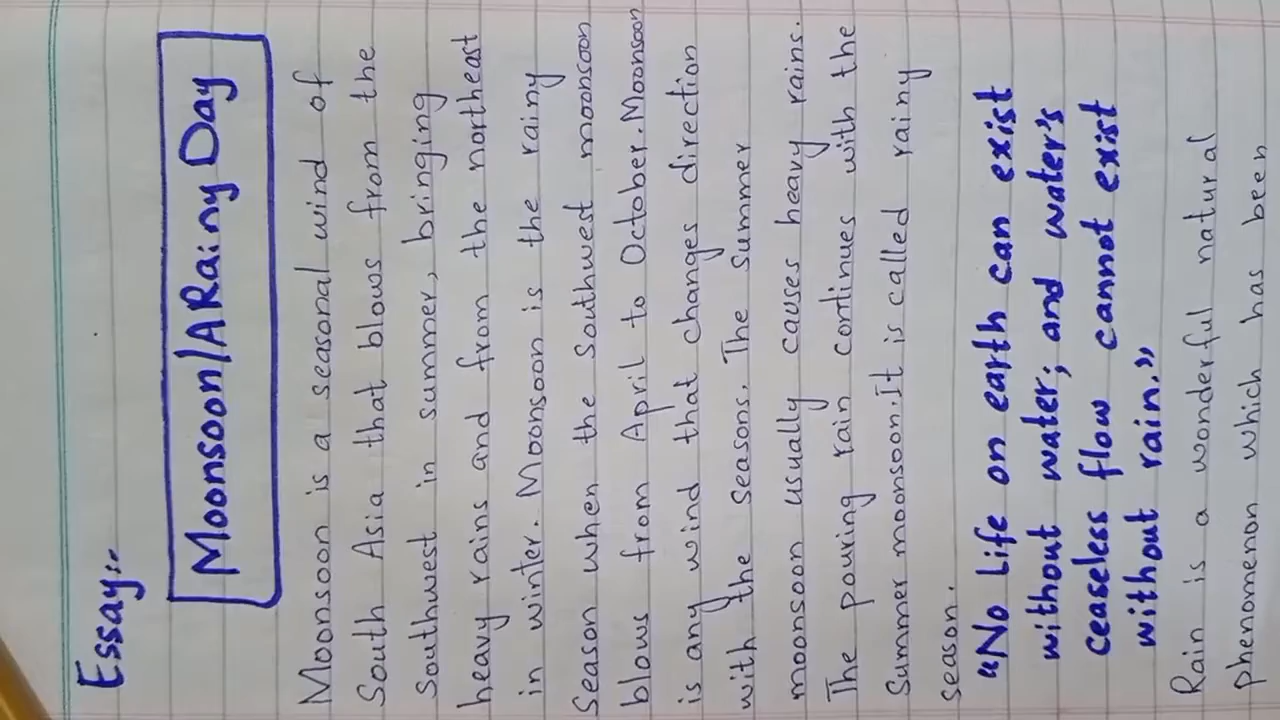 Essay:-
Moonsoon/A Rainy Day
Moonsoon is a seasonal wind of
South Asia that blows from the
Southwest in summer, bringing
heavy rains and from the northeast
in winter. Moonsoon is the rainy
Season when the southwest moonsoon
blows from April to October. Moonsoon
is any wind that changes direction
with the seasons. The summer
moonsoon usually causes heavy rains.
The pouring rain continues with the
Summer moonsoon. It is called rainy
season.
"No Life on earth can exist
without water; and water's
ceaseless flow cannot exist
without rain."
Rain is a wonderful natural
phenomenon which has been